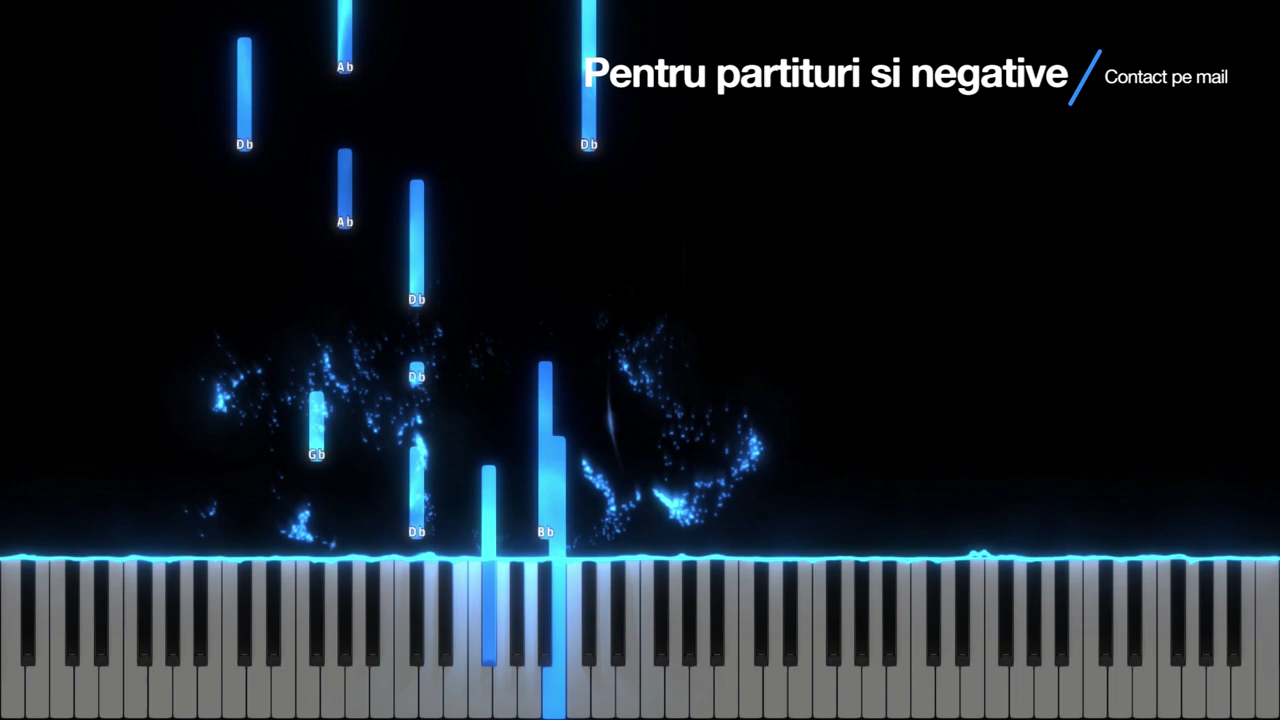 Ab
Pentru partituri si negative
Contact pe mail
Db
Db
Ab
Db
Db
Gb
Db
Bb